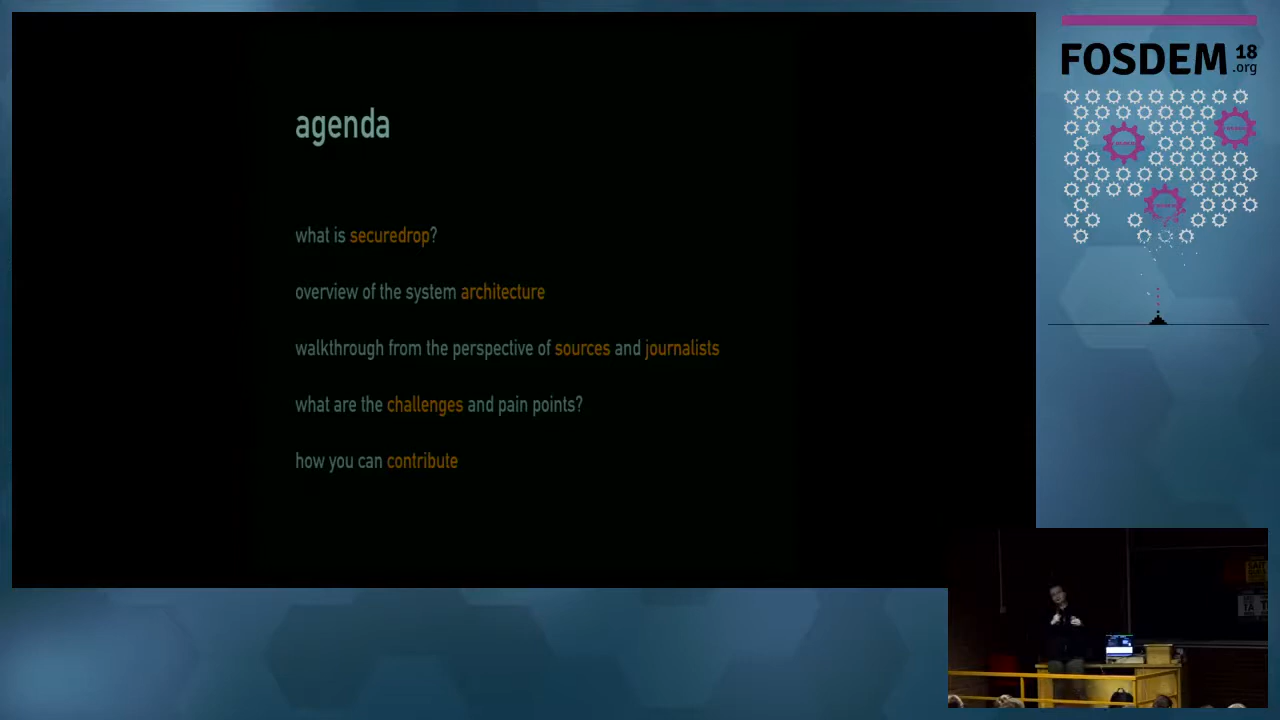 agenda
what is securedrop?
overview of the system architecture
walkthrough from the perspective of sources and journalists
what are the challenges and pain points?
how you can contribute
FOSDEM 18
.org